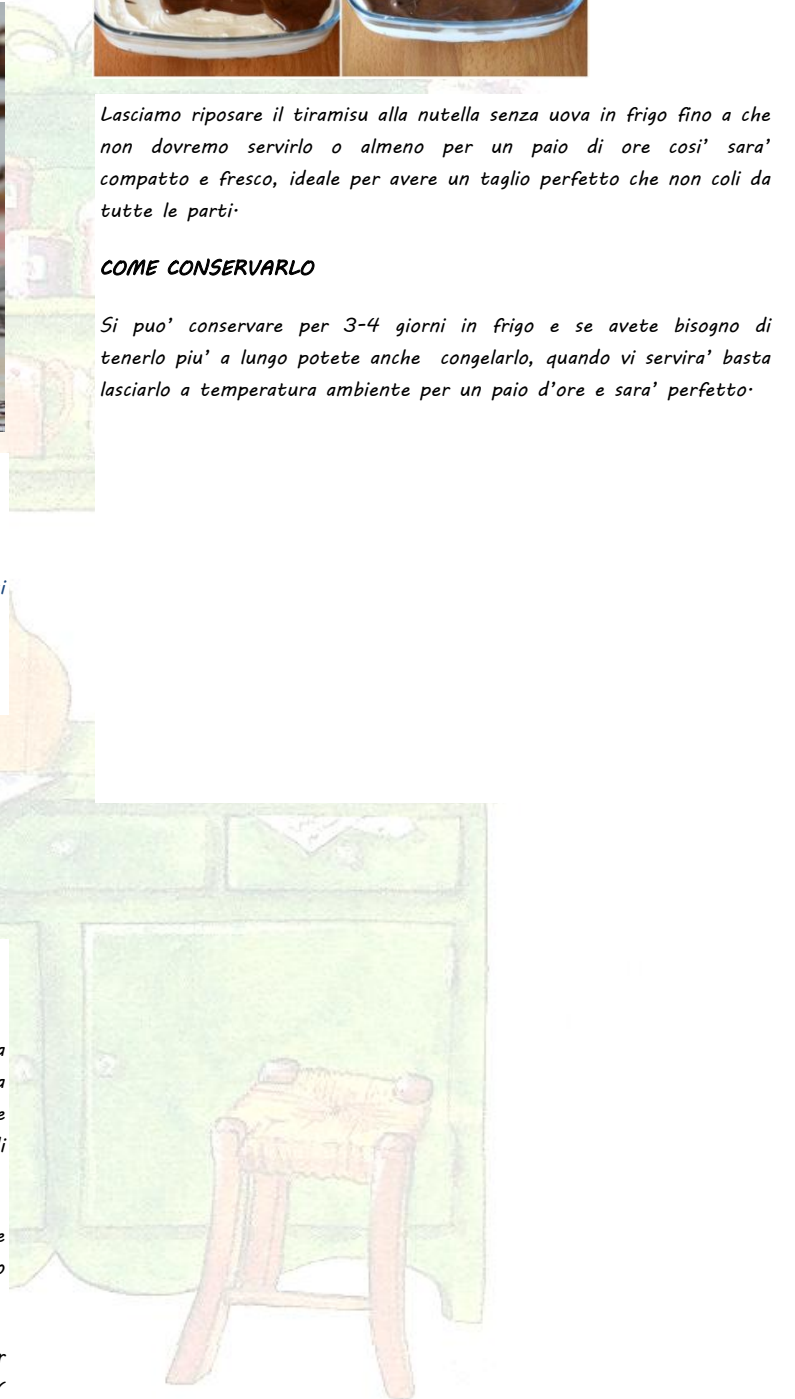 Lasciamo riposare il tiramisu alla nutella senza uova in frigo fino a che
non dovremo servirlo o almeno per un paio di ore cosi’ sara’
compatto e fresco, ideale per avere un taglio perfetto che non coli da
tutte le parti.
COME CONSERVARLO
Si puo’ conservare per 3-4 giorni in frigo e se avete bisogno di
tenerlo piu’ a lungo potete anche congelarlo, quando vi servira’ basta
lasciarlo a temperatura ambiente per un paio d’ore e sara’ perfetto.